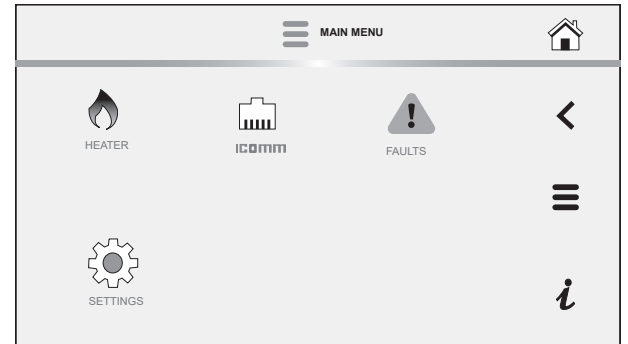 MAIN MENU
HEATER
ICOMM
FAULTS
SETTINGS
i